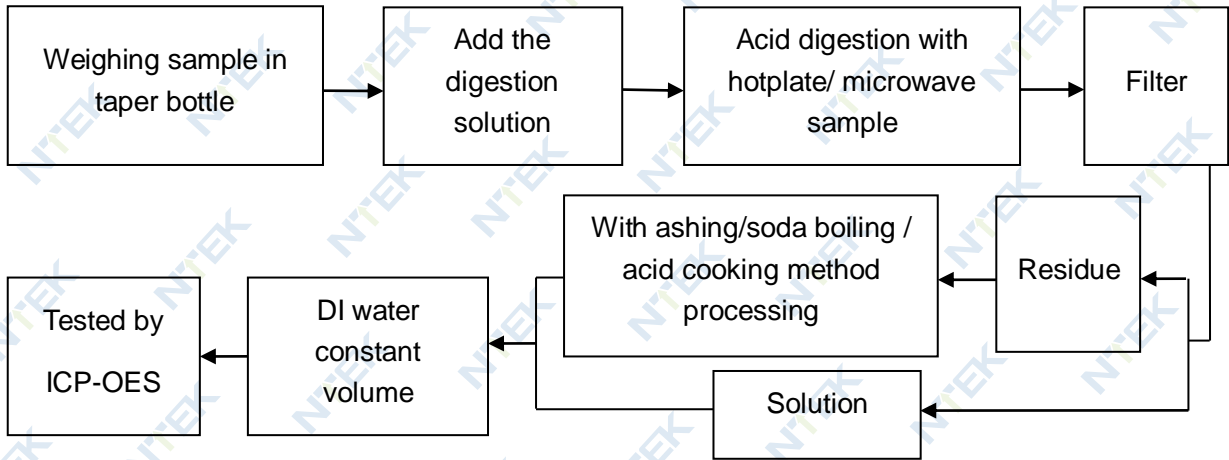 Weighing sample in
taper bottle
Add the
digestion
solution
Acid digestion with
hotplate/ microwave
sample
Filter
With ashing/soda boiling /
acid cooking method
processing
Residue
Tested by
ICP-OES
DI water
constant
volume
Solution
NTEK